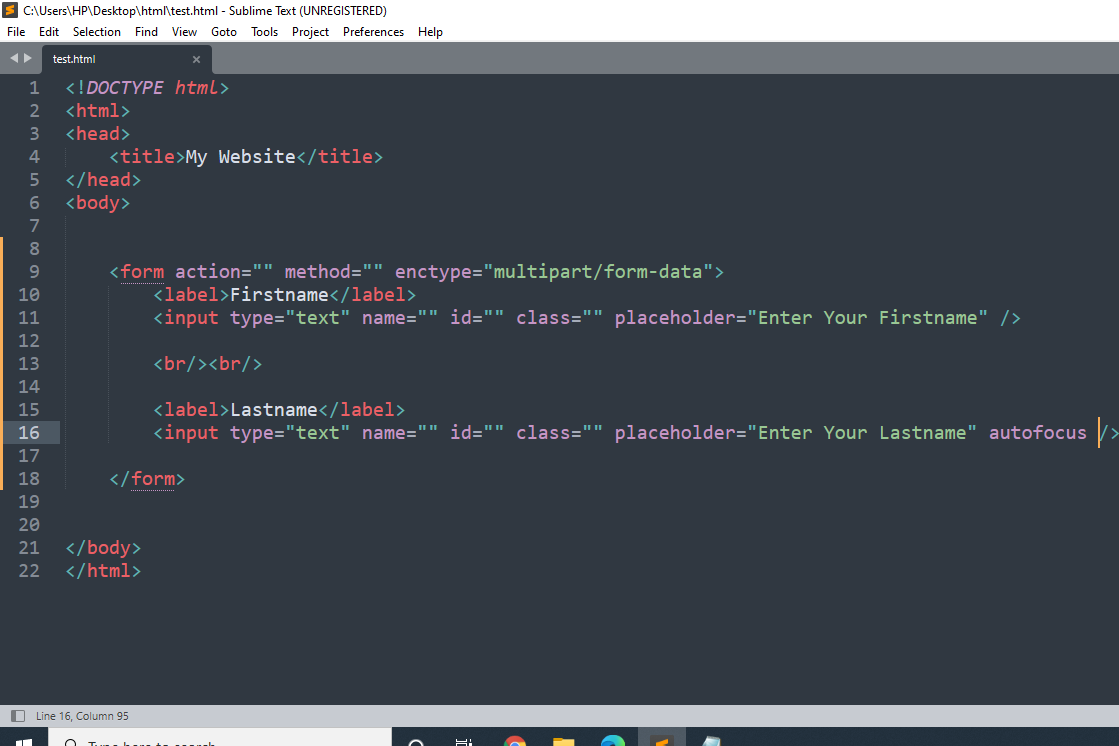 C:\Users\HP\Desktop\html\test.html - Sublime Text (UNREGISTERED)
File Edit Selection Find View Goto Tools Project Preferences Help
test.html ×
1 <!DOCTYPE html>
2 <html>
3 <head>
4 <title>My Website</title>
5 </head>
6 <body>
7
8
9 <form action="" method="" enctype="multipart/form-data">
10 <label>Firstname</label>
11 <input type="text" name="" id="" class="" placeholder="Enter Your Firstname" />
12
13 <br/><br/>
14
15 <label>Lastname</label>
16 <input type="text" name="" id="" class="" placeholder="Enter Your Lastname" autofocus />
17
18 </form>
19
20
21 </body>
22 </html>
Line 16, Column 95
Type here to search